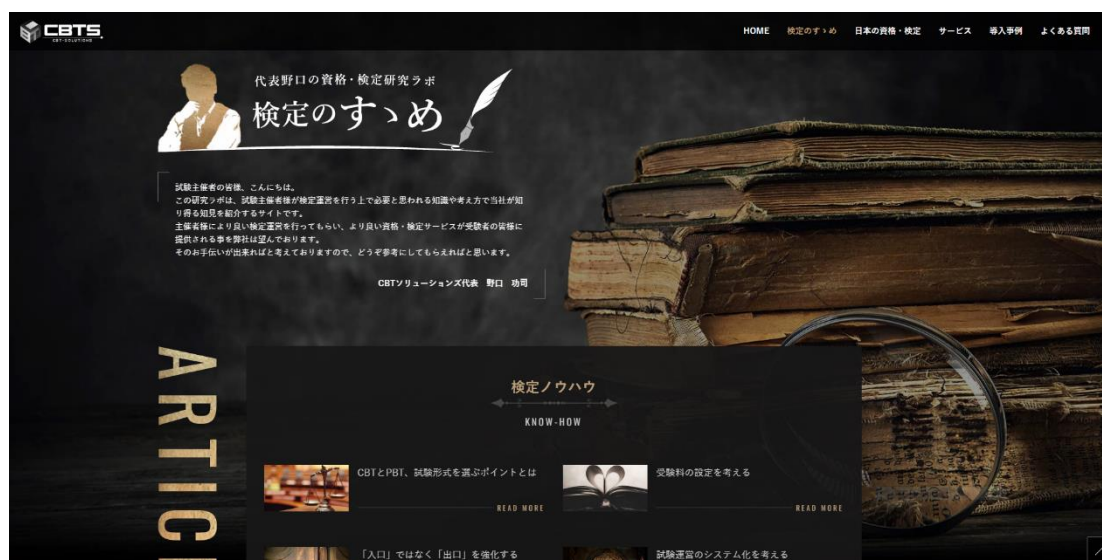 CBTS.
CBT-SOLUTIONS
HOME 検定のすゝめ 日本の資格・検定 サービス 導入事例 よくある質問
代表野口の資格・検定研究ラボ
検定のすゝめ
試験主催者の皆様、こんにちは。
この研究ラボは、試験主催者様が検定運営を行う上で必要と思われる知識や考え方で当社が知
り得る知見を紹介するサイトです。
主催者様により良い検定運営を行ってもらい、より良い資格・検定サービスが受験者の皆様に
提供される事を弊社は望んでおります。
そのお手伝いが出来ればと考えておりますので、どうぞ参考にしてもらえればと思います。
CBTソリューションズ代表 野口 功司
ARTIC
検定ノウハウ
KNOW-HOW
CBTとPBT、試験形式を選ぶポイントとは
READ MORE
受験料の設定を考える
READ MORE
「入口」ではなく「出口」を強化する
試験運営のシステム化を考える